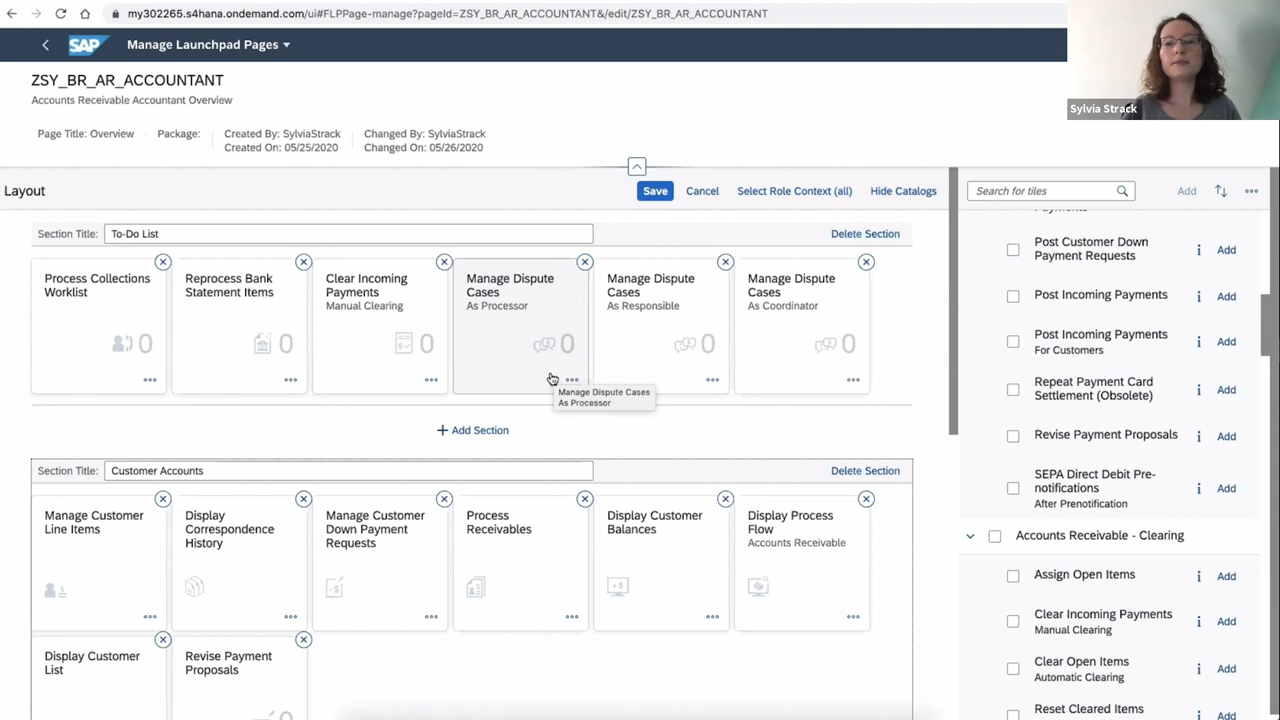 my302265.s4hana.ondemand.com/ui#FLPPage-manage?pageId=ZSY_BR_AR_ACCOUNTANT&/edit/ZSY_BR_AR_ACCOUNTANT
SAP
Manage Launchpad Pages
Sylvia Strack
ZSY_BR_AR_ACCOUNTANT
Accounts Receivable Accountant Overview
Page Title: Overview
Package:
Created By: SylviaStrack
Created On: 05/25/2020
Changed By: SylviaStrack
Changed On: 05/26/2020
Layout
Save
Cancel
Select Role Context (all)
Hide Catalogs
Section Title:
To-Do List
Delete Section
Process Collections
Worklist
0
Reprocess Bank
Statement Items
0
Clear Incoming
Payments
Manual Clearing
0
Manage Dispute
Cases
As Processor
0
Manage Dispute
Cases
As Responsible
0
Manage Dispute
Cases
As Coordinator
0
Manage Dispute Cases
As Processor
Add Section
Section Title:
Customer Accounts
Delete Section
Manage Customer
Line Items
Display
Correspondence
History
Manage Customer
Down Payment
Requests
Process
Receivables
Display Customer
Balances
Display Process
Flow
Accounts Receivable
Display Customer
List
Revise Payment
Proposals
Search for tiles
Add
Payments
Post Customer Down
Payment Requests
Add
Post Incoming Payments
Add
Post Incoming Payments
For Customers
Add
Repeat Payment Card
Settlement (Obsolete)
Add
Revise Payment Proposals
Add
SEPA Direct Debit Pre-
notifications
After Prenotification
Add
Accounts Receivable - Clearing
Assign Open Items
Add
Clear Incoming Payments
Manual Clearing
Add
Clear Open Items
Automatic Clearing
Add
Reset Cleared Items
Add